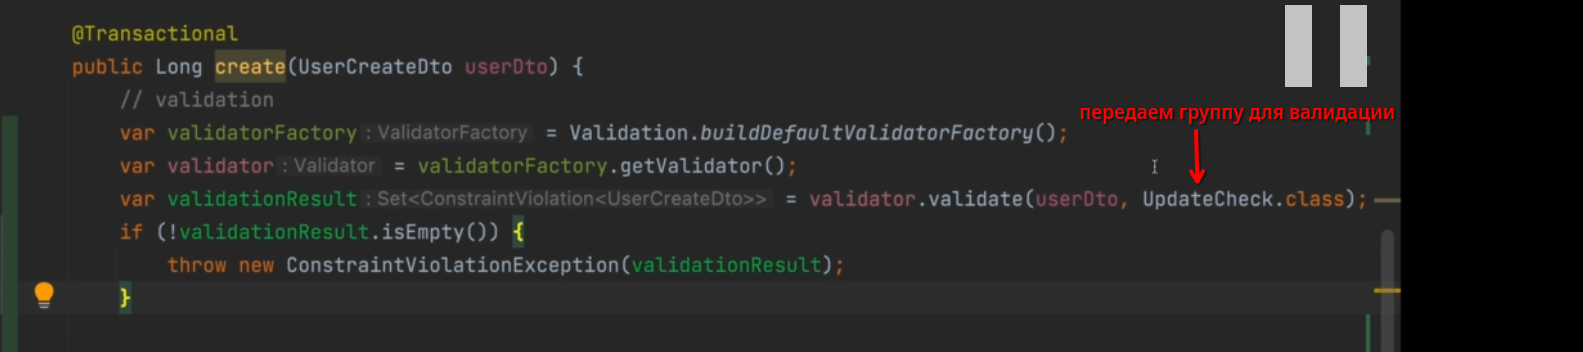 @Transactional
public Long create(UserCreateDto userDto) {
// validation
передаем группу для валидации
var validatorFactory : ValidatorFactory = Validation.buildDefaultValidatorFactory();
var validator : Validator = validatorFactory.getValidator();
var validationResult : Set<ConstraintViolation<UserCreateDto>> = validator.validate(userDto, UpdateCheck.class);
if (!validationResult.isEmpty()) {
throw new ConstraintViolationException(validationResult);
}